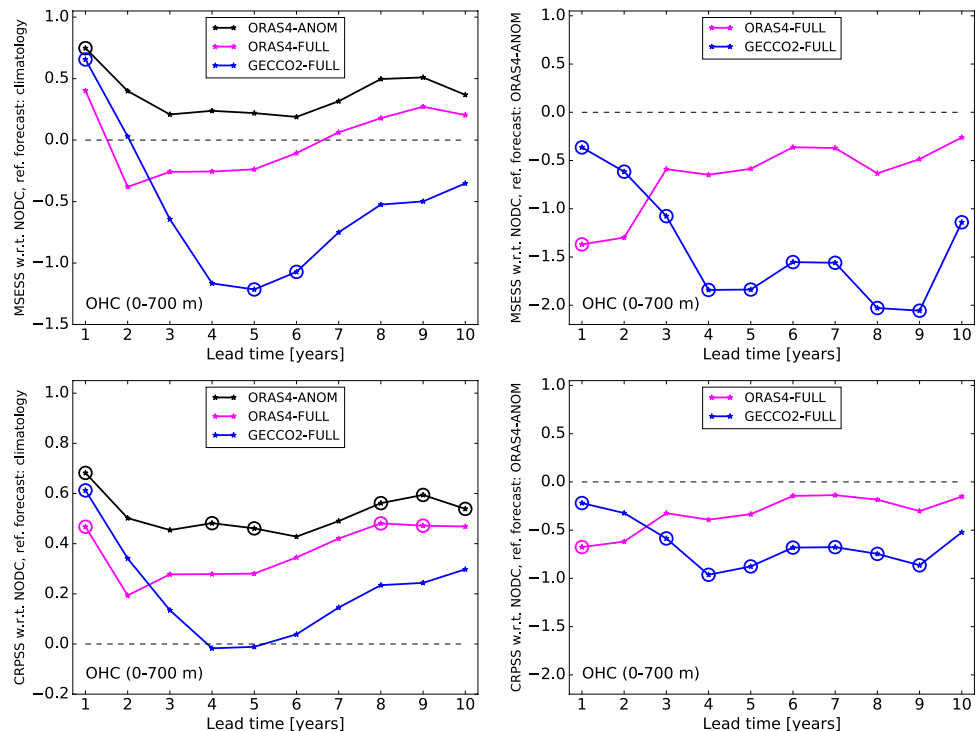 MSESS w.r.t. NODC, ref. forecast: climatology
1.0
0.5
0.0
−0.5
−1.0
−1.5
ORAS4-ANOM
ORAS4-FULL
GECCO2-FULL
OHC (0-700 m)
1 2 3 4 5 6 7 8 9 10
Lead time [years]
MSESS w.r.t. NODC, ref. forecast: ORAS4-ANOM
1.0
0.5
0.0
−0.5
−1.0
−1.5
−2.0
ORAS4-FULL
GECCO2-FULL
OHC (0-700 m)
1 2 3 4 5 6 7 8 9 10
Lead time [years]
CRPSS w.r.t. NODC, ref. forecast: climatology
1.0
0.8
0.6
0.4
0.2
0.0
−0.2
ORAS4-ANOM
ORAS4-FULL
GECCO2-FULL
OHC (0-700 m)
1 2 3 4 5 6 7 8 9 10
Lead time [years]
CRPSS w.r.t. NODC, ref. forecast: ORAS4-ANOM
1.0
0.5
0.0
−0.5
−1.0
−1.5
−2.0
ORAS4-FULL
GECCO2-FULL
OHC (0-700 m)
1 2 3 4 5 6 7 8 9 10
Lead time [years]